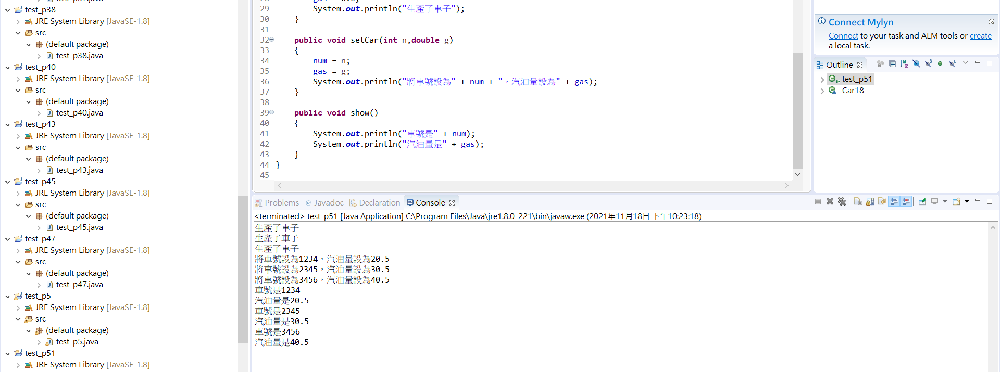 test_p38
JRE System Library [JavaSE-1.8]
src
(default package)
test_p38.java
test_p40
JRE System Library [JavaSE-1.8]
src
(default package)
test_p40.java
test_p43
JRE System Library [JavaSE-1.8]
src
(default package)
test_p43.java
test_p45
JRE System Library [JavaSE-1.8]
src
(default package)
test_p45.java
test_p47
JRE System Library [JavaSE-1.8]
src
(default package)
test_p47.java
test_p5
JRE System Library [JavaSE-1.8]
src
(default package)
test_p5.java
test_p51
JRE System Library [JavaSE-1.8]
29 System.out.println("生產了車子");
30 }
31
32 public void setCar(int n,double g)
33 {
34 num = n;
35 gas = g;
36 System.out.println("將車號設為" + num + "，汽油量設為" + gas);
37 }
38
39 public void show()
40 {
41 System.out.println("車號是" + num);
42 System.out.println("汽油量是" + gas);
43 }
44 }
45
Connect Mylyn
Connect to your task and ALM tools or create
a local task.
Outline
test_p51
Car18
Problems @ Javadoc Declaration Console
<terminated> test_p51 [Java Application] C:\Program Files\Java\jre1.8.0_221\bin\javaw.exe (2021年11月18日 下午10:23:18)
生產了車子
生產了車子
生產了車子
將車號設為1234，汽油量設為20.5
將車號設為2345，汽油量設為30.5
將車號設為3456，汽油量設為40.5
車號是1234
汽油量是20.5
車號是2345
汽油量是30.5
車號是3456
汽油量是40.5